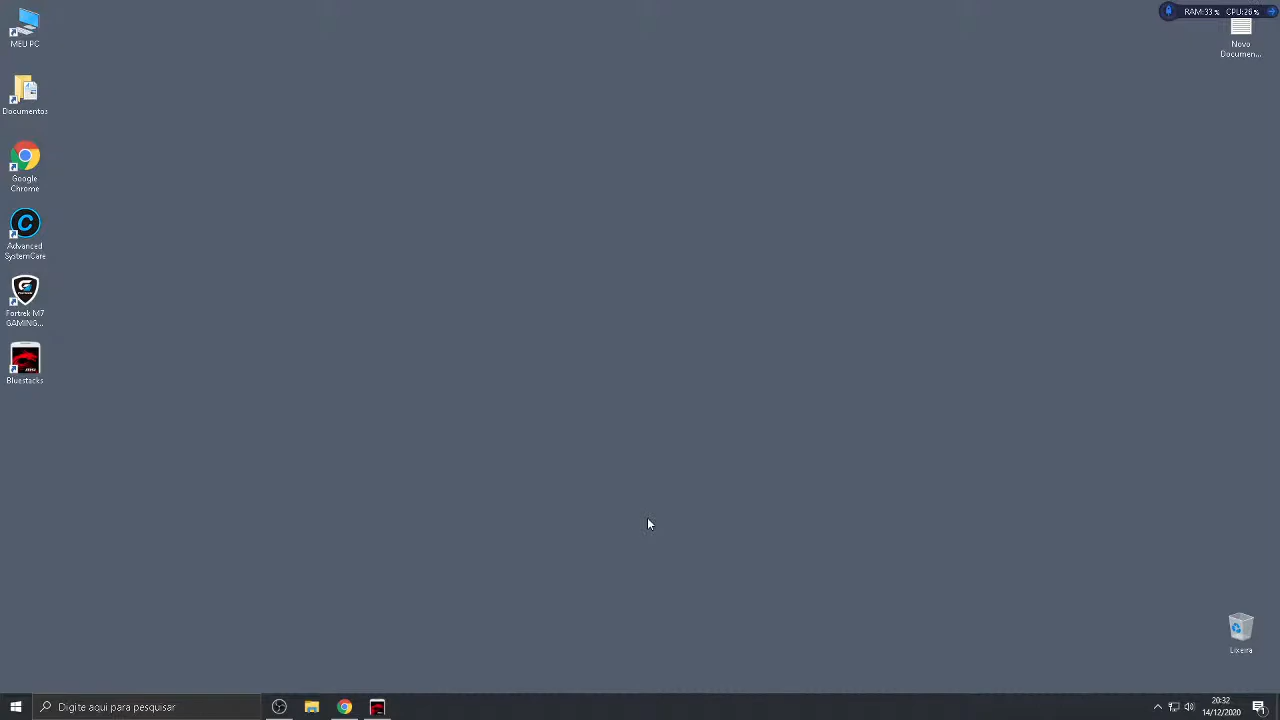 RAM:33 % CPU:26 %
MEU PC
Novo
Documen...
Documentos
Google
Chrome
Advanced
SystemCare
Fortrek M7
GAMING...
Bluestacks
Lixeira
Digite aqui para pesquisar
20:32
14/12/2020